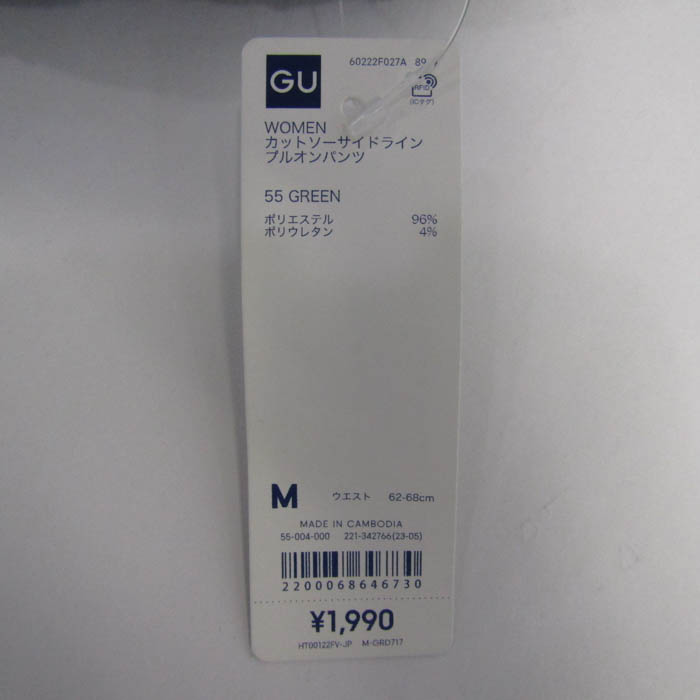 GU
60222F027A
RFID
(ICタグ)
WOMEN
カットソーサイドライン
プルオンパンツ
55 GREEN
ポリエステル 96%
ポリウレタン 4%
M ウエスト 62-68cm
MADE IN CAMBODIA
55-004-000 221-342766(23-05)
2200068646730
¥1,990
HT00122FV-JP M-GRD717